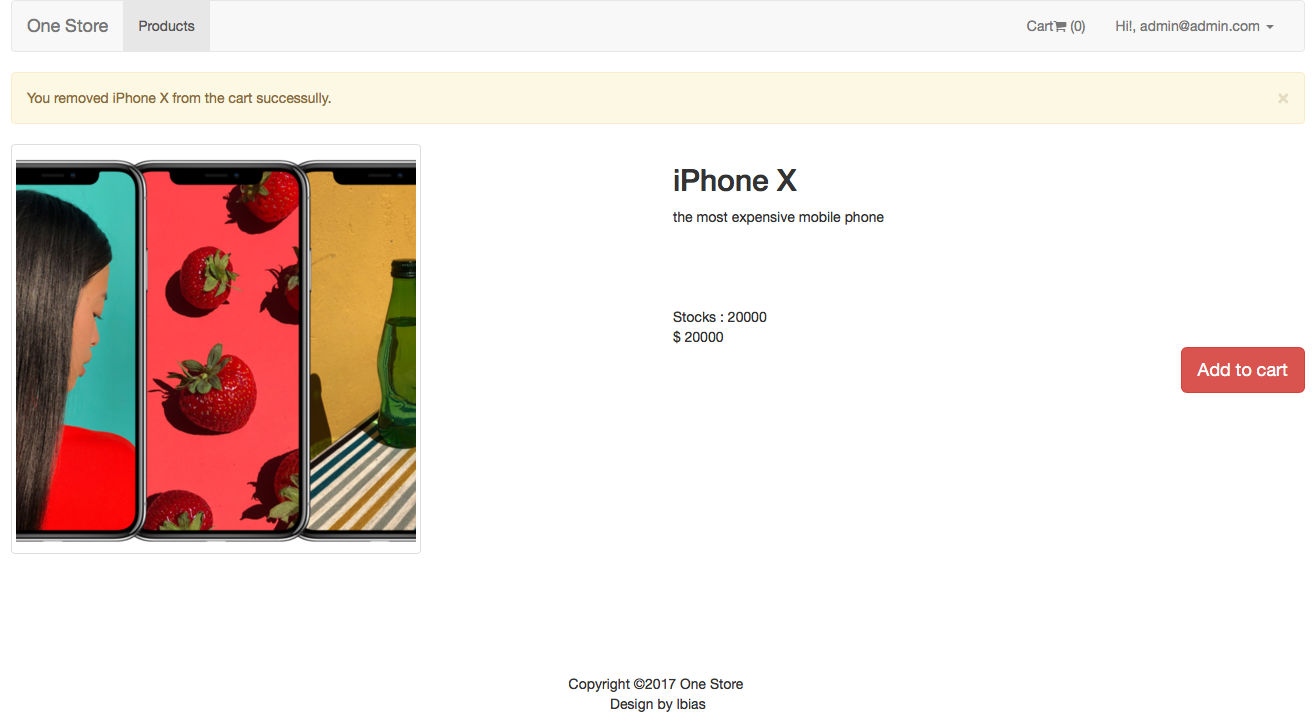 One Store Products Cart (0) Hi!, admin@admin.com
You removed iPhone X from the cart successully.
×
iPhone X
the most expensive mobile phone
Stocks : 20000
$ 20000
Add to cart
Copyright ©2017 One Store
Design by lbias